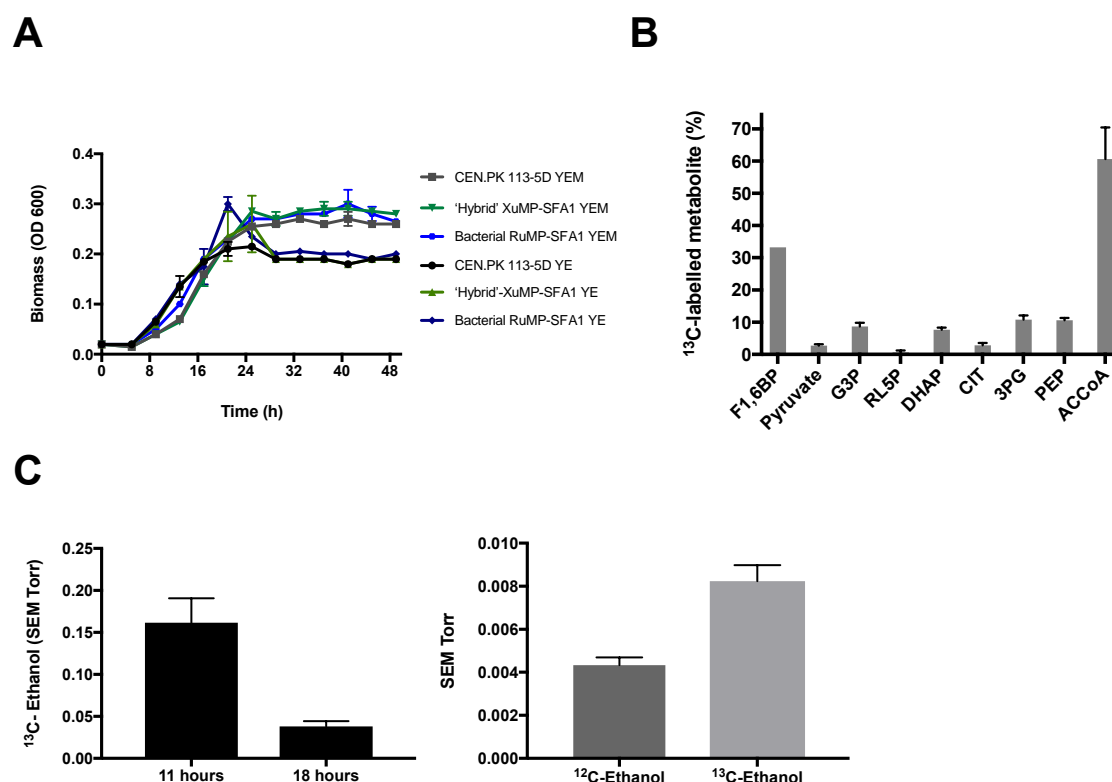 A
B
Biomass (OD 600)
0.4
0.3
0.2
0.1
0.0
0 8 16 24 32 40 48
Time (h)
CEN.PK 113-5D YEM
‘Hybrid’ XuMP-SFA1 YEM
Bacterial RuMP-SFA1 YEM
CEN.PK 113-5D YE
‘Hybrid’-XuMP-SFA1 YE
Bacterial RuMP-SFA1 YE
¹³C-labelled metabolite (%)
70
60
50
40
30
20
10
0
F1,6BP
Pyruvate
G3P
RL5P
DHAP
CIT
3PG
PEP
ACCoA
C
¹³C- Ethanol (SEM Torr)
0.25
0.20
0.15
0.10
0.05
0.00
11 hours 18 hours
SEM Torr
0.010
0.008
0.006
0.004
0.002
0.000
¹²C-Ethanol ¹³C-Ethanol